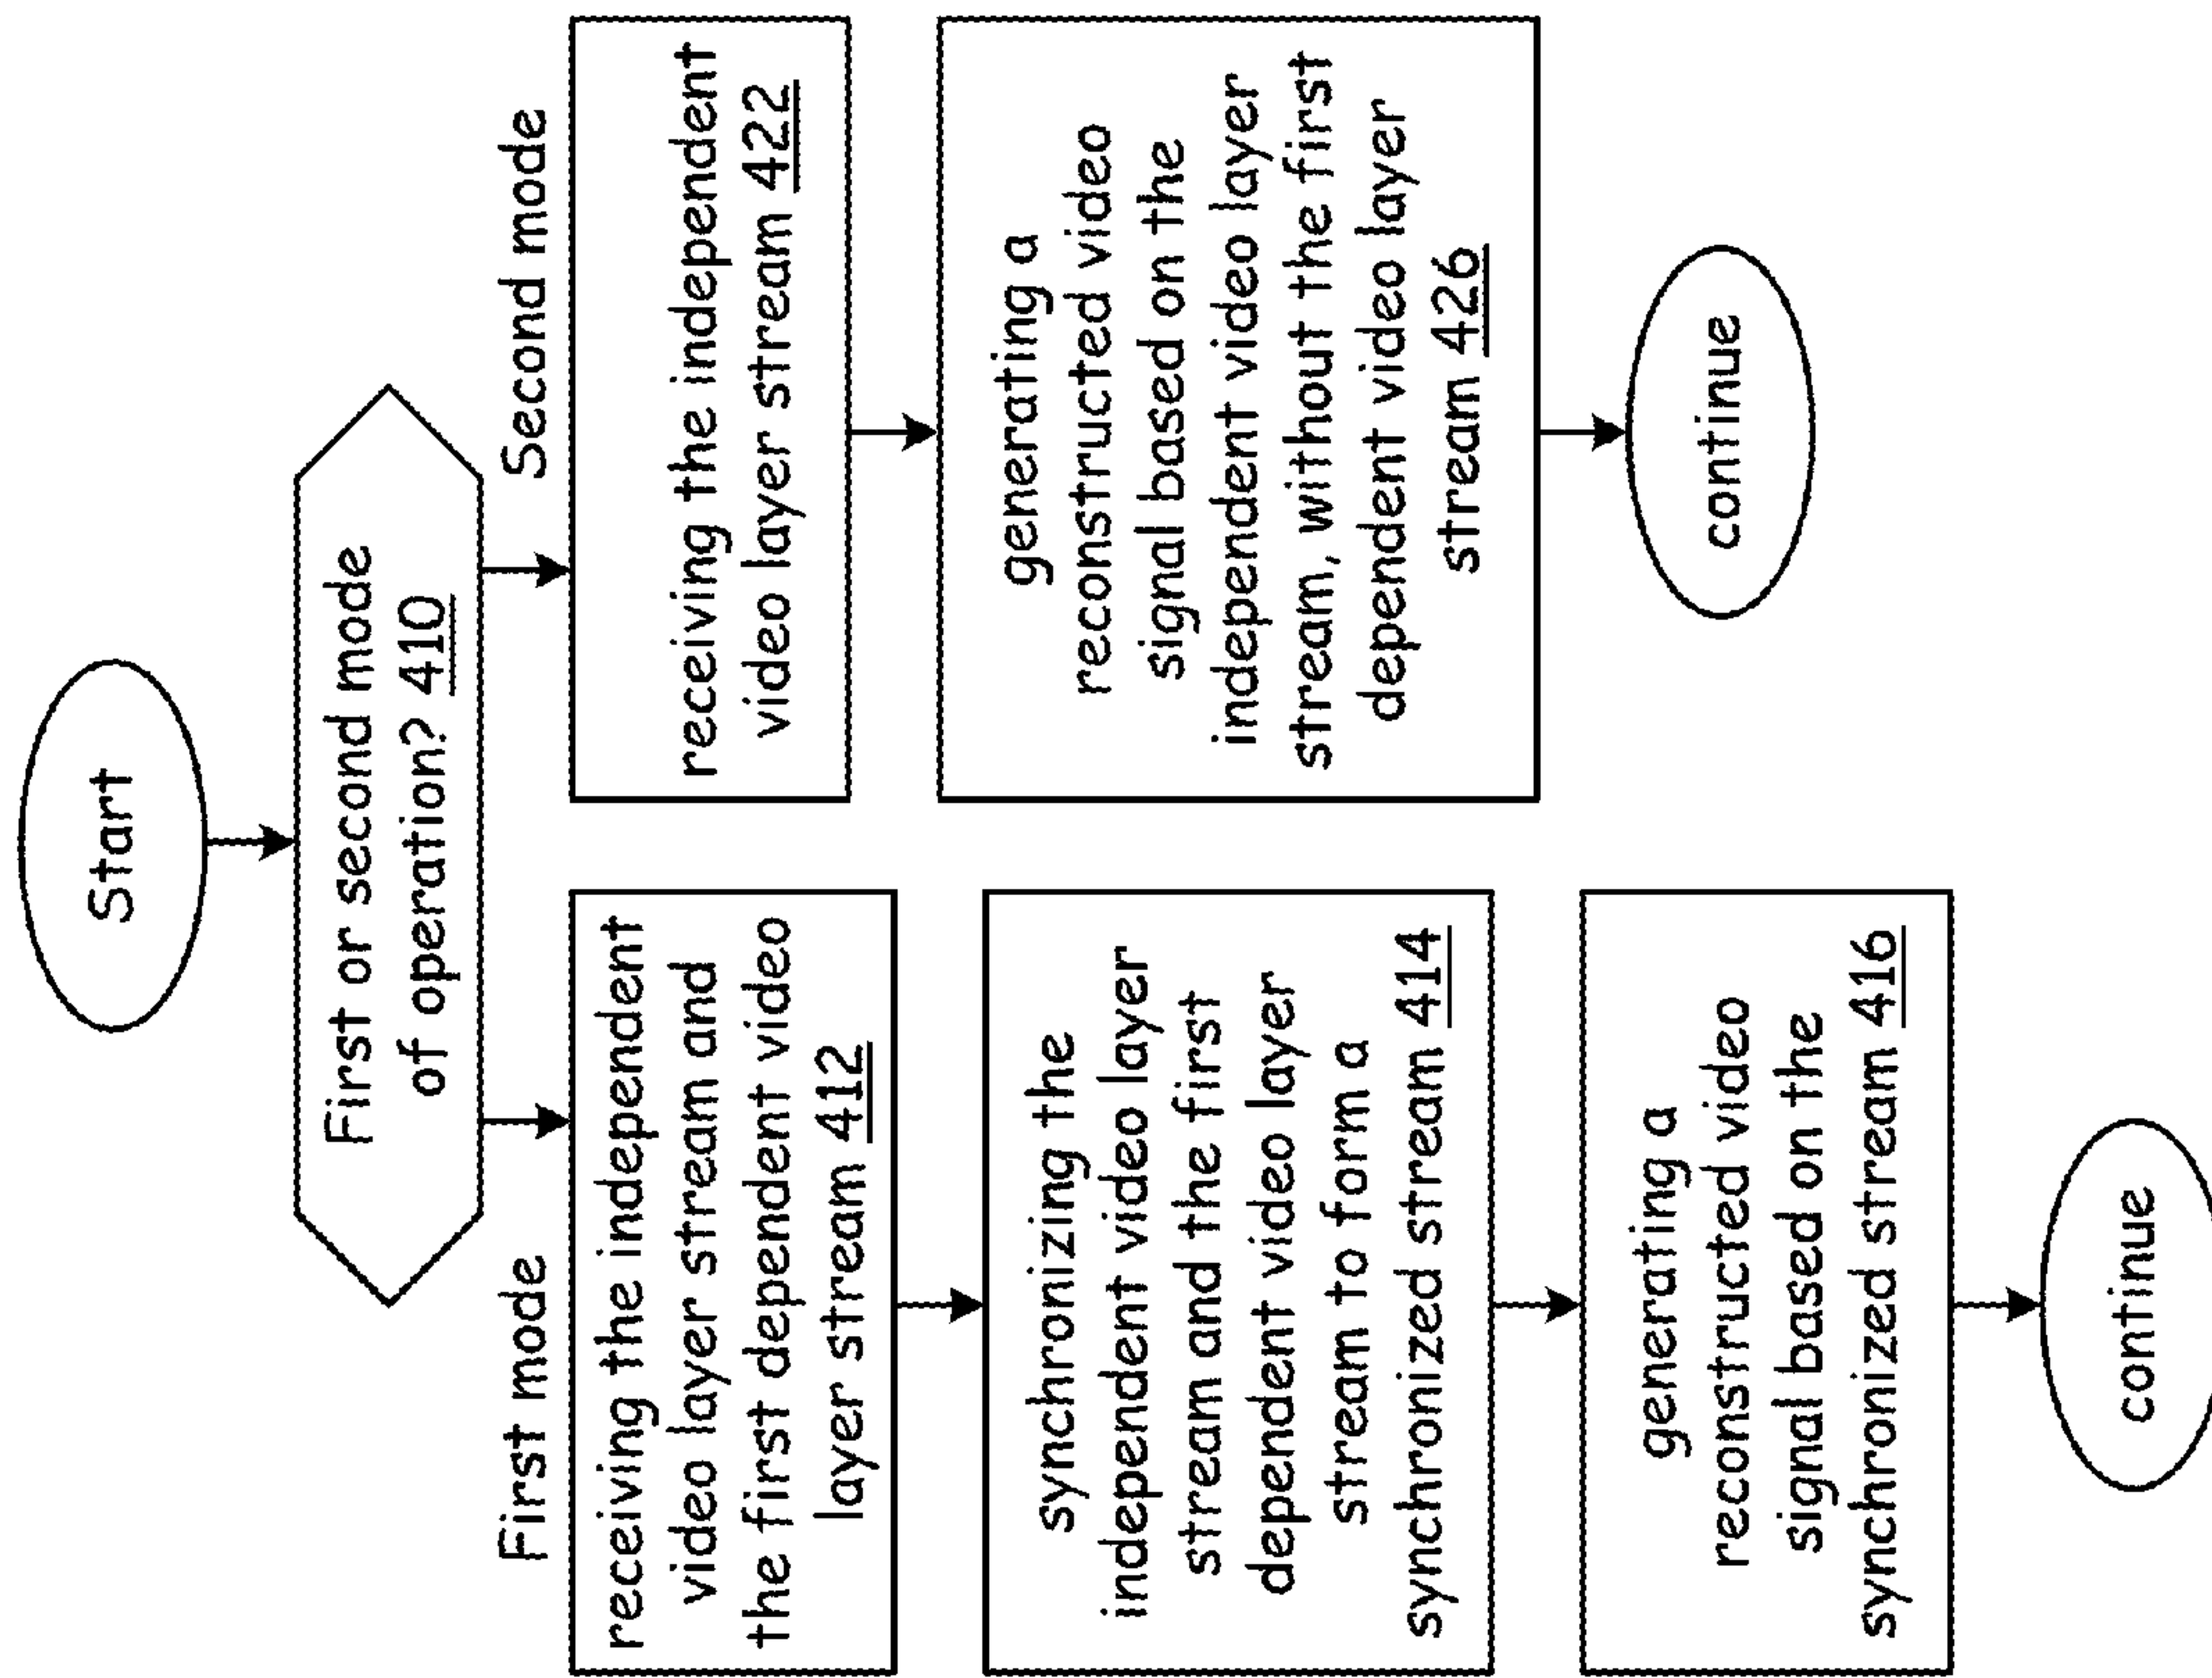 Start
First or second mode
of operation? 410
First mode
receiving the independent
video layer stream and
the first dependent video
layer stream 412
synchronizing the
independent video layer
stream and the first
dependent video layer
stream to form a
synchronized stream 414
generating a
reconstructed video
signal based on the
synchronized stream 416
continue
Second mode
receiving the independent
video layer stream 422
generating a
reconstructed video
signal based on the
independent video layer
stream, without the first
dependent video layer
stream 426
continue